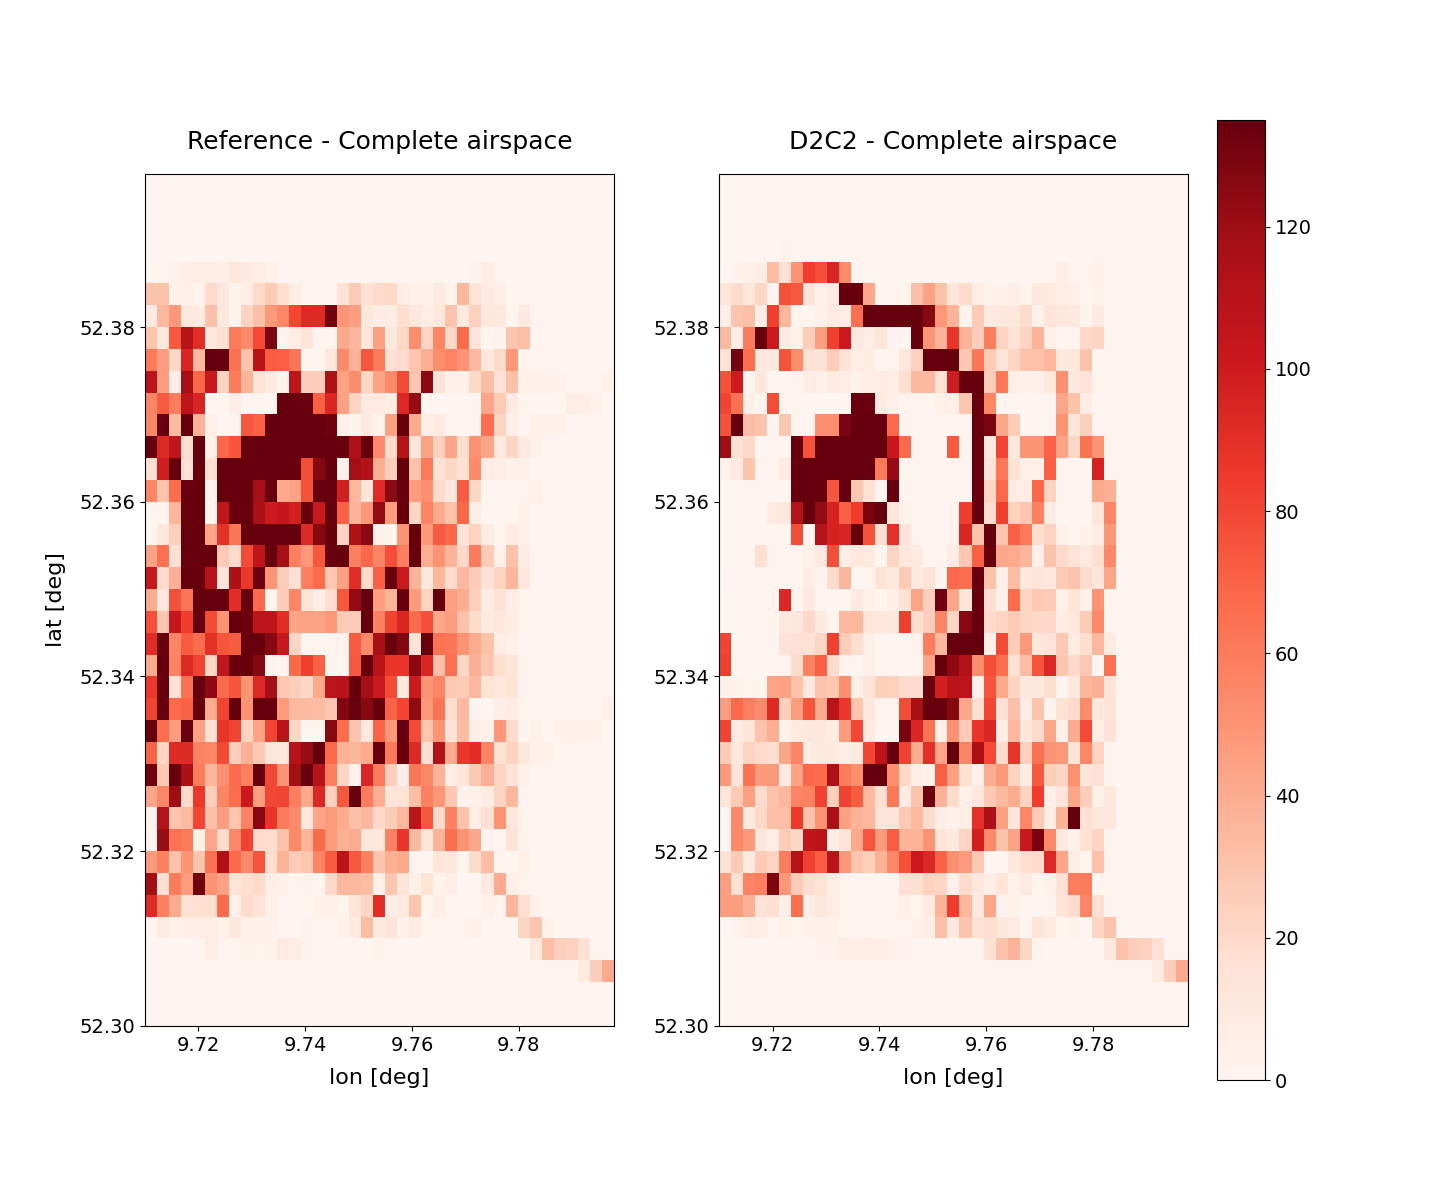 Reference - Complete airspace
D2C2 - Complete airspace
lat [deg]
52.38
52.36
52.34
52.32
52.30
9.72 9.74 9.76 9.78
lon [deg]
52.38
52.36
52.34
52.32
52.30
9.72 9.74 9.76 9.78
lon [deg]
120
100
80
60
40
20
0